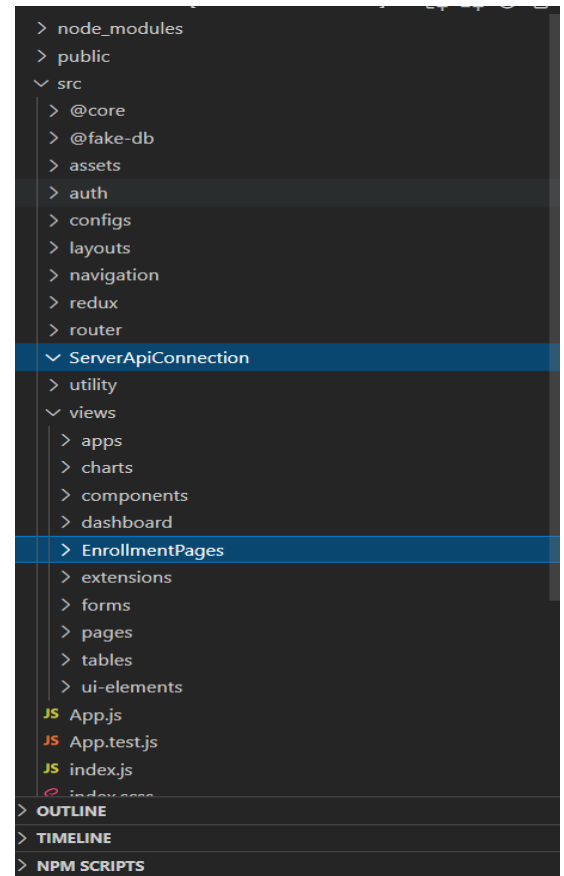 node_modules
public
src
@core
@fake-db
assets
auth
configs
layouts
navigation
redux
router
ServerApiConnection
utility
views
apps
charts
components
dashboard
EnrollmentPages
extensions
forms
pages
tables
ui-elements
JS App.js
JS App.test.js
JS index.js
OUTLINE
TIMELINE
NPM SCRIPTS